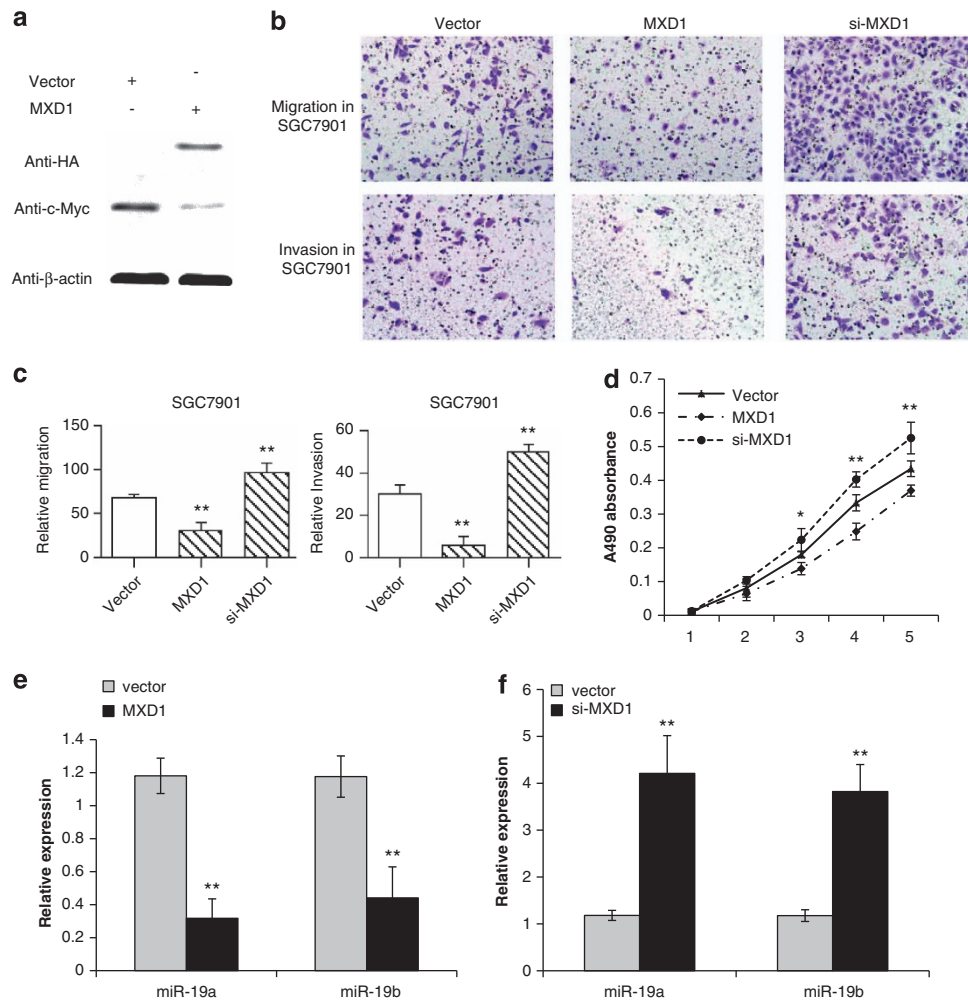 a
Vector + -
MXD1 - +
Anti-HA
Anti-c-Myc
Anti-β-actin
b
Vector MXD1 si-MXD1
Migration in
SGC7901
Invasion in
SGC7901
c
SGC7901
Relative migration
150
100
50
0
** **
Vector MXD1 si-MXD1
SGC7901
Relative Invasion
60
40
20
0
** **
Vector MXD1 si-MXD1
d
Vector
MXD1
si-MXD1
A490 absorbance
0.7
0.6
0.5
0.4
0.3
0.2
0.1
0
* ** **
1 2 3 4 5
e
vector
MXD1
Relative expression
1.4
1.2
1
0.8
0.6
0.4
0.2
0
** **
miR-19a miR-19b
f
vector
si-MXD1
Relative expression
6
5
4
3
2
1
0
** **
miR-19a miR-19b